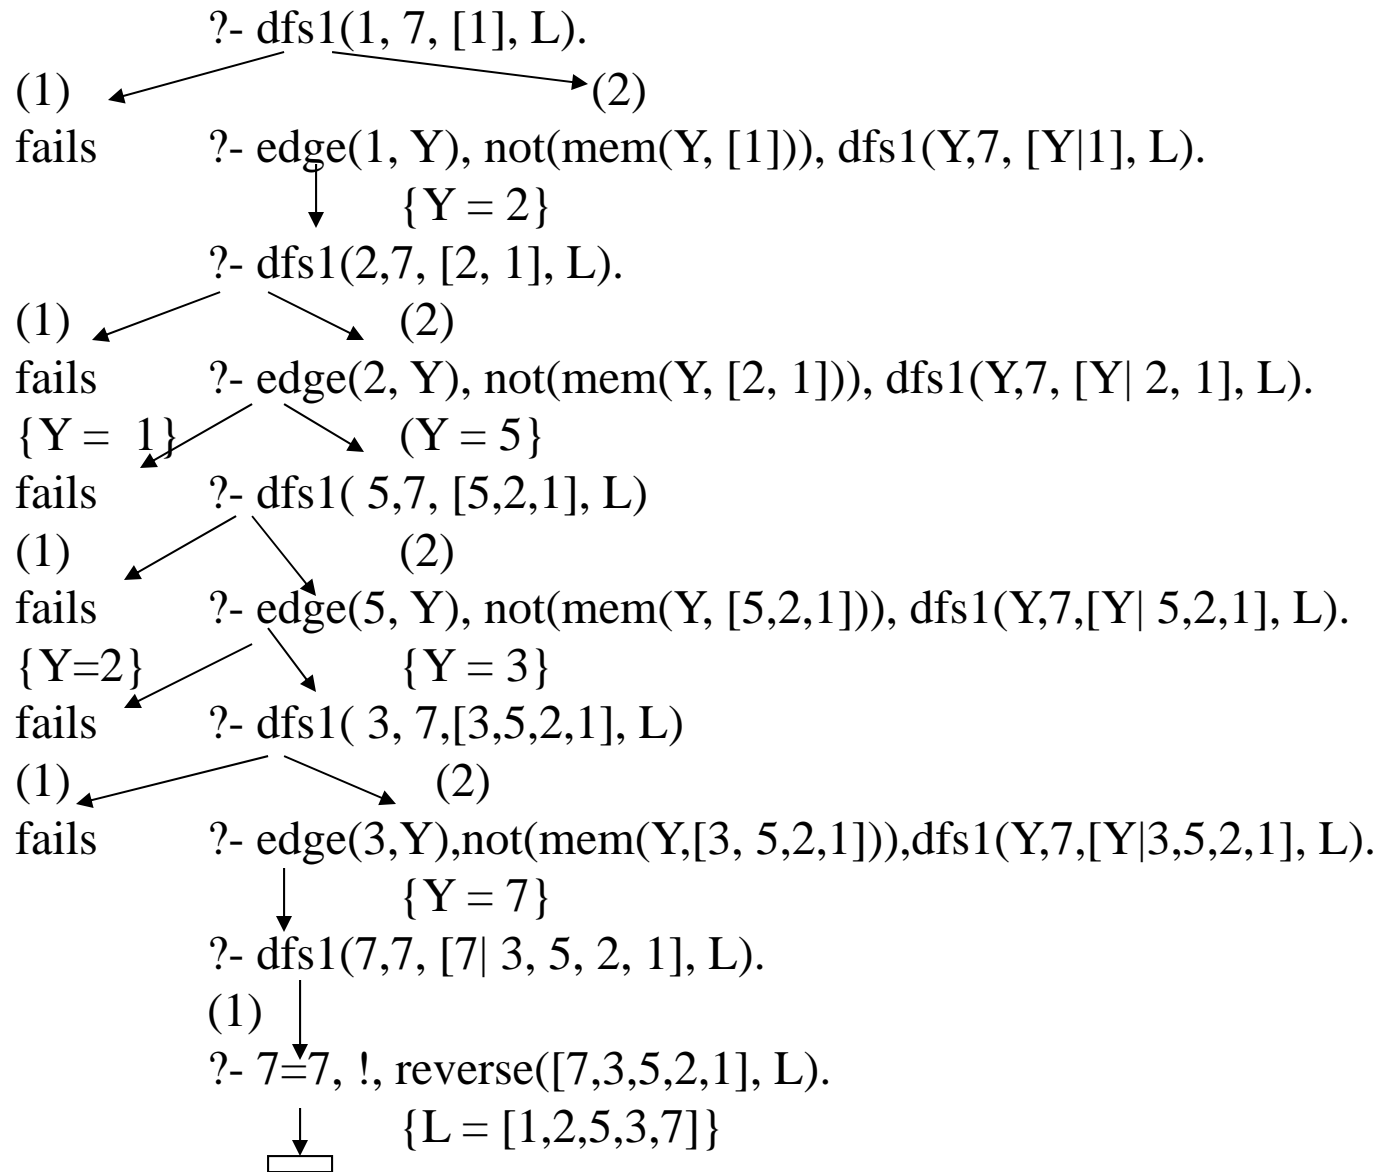 ?- dfs1(1, 7, [1], L).
(1) (2)
fails ?- edge(1, Y), not(mem(Y, [1])), dfs1(Y,7, [Y|1], L).
{Y = 2}
?- dfs1(2,7, [2, 1], L).
(1) (2)
fails ?- edge(2, Y), not(mem(Y, [2, 1])), dfs1(Y,7, [Y| 2, 1], L).
{Y = 1} (Y = 5}
fails ?- dfs1( 5,7, [5,2,1], L)
(1) (2)
fails ?- edge(5, Y), not(mem(Y, [5,2,1])), dfs1(Y,7,[Y| 5,2,1], L).
{Y=2} {Y = 3}
fails ?- dfs1( 3, 7,[3,5,2,1], L)
(1) (2)
fails ?- edge(3,Y),not(mem(Y,[3, 5,2,1])),dfs1(Y,7,[Y|3,5,2,1], L).
{Y = 7}
?- dfs1(7,7, [7| 3, 5, 2, 1], L).
(1)
?- 7=7, !, reverse([7,3,5,2,1], L).
{L = [1,2,5,3,7]}